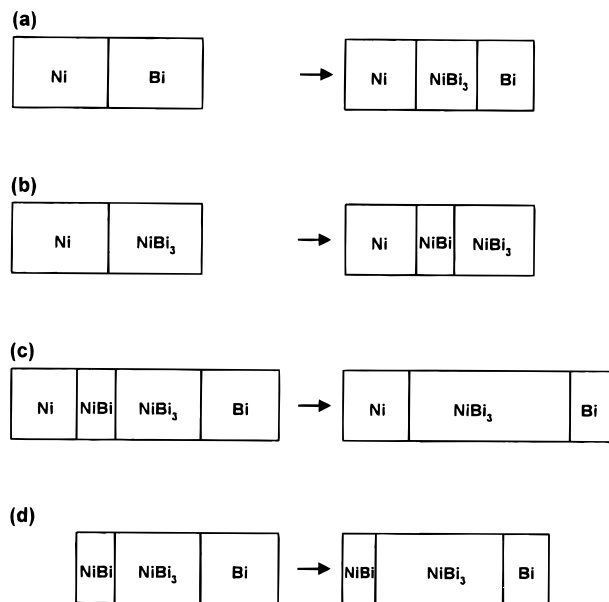 (a)
Ni Bi → Ni NiBi₃ Bi
(b)
Ni NiBi₃ → Ni NiBi NiBi₃
(c)
Ni NiBi NiBi₃ Bi → Ni NiBi₃ Bi
(d)
NiBi NiBi₃ Bi → NiBi NiBi₃ Bi